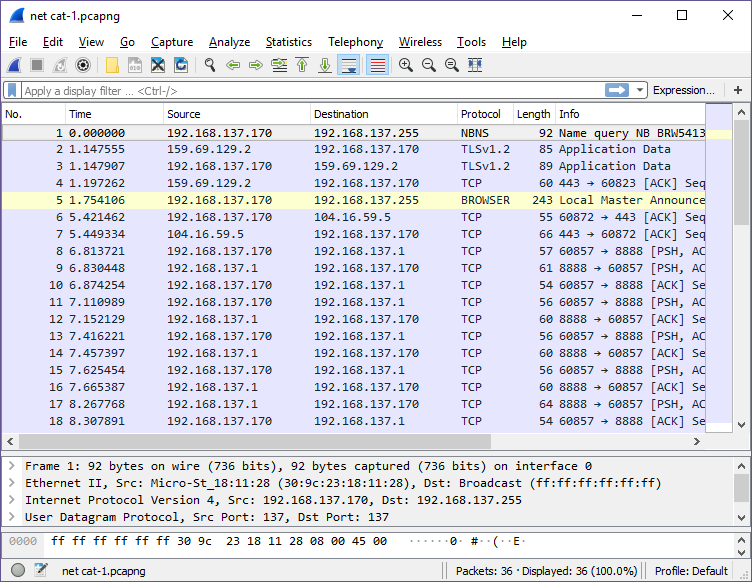 net cat-1.pcapng
File Edit View Go Capture Analyze Statistics Telephony Wireless Tools Help
Apply a display filter ... <Ctrl-/> Expression... +
No. Time Source Destination Protocol Length Info
1 0.000000 192.168.137.170 192.168.137.255 NBNS 92 Name query NB BRW5413
2 1.147555 159.69.129.2 192.168.137.170 TLSv1.2 85 Application Data
3 1.147907 192.168.137.170 159.69.129.2 TLSv1.2 89 Application Data
4 1.197262 159.69.129.2 192.168.137.170 TCP 60 443 → 60823 [ACK] Seq
5 1.754106 192.168.137.170 192.168.137.255 BROWSER 243 Local Master Announce
6 5.421462 192.168.137.170 104.16.59.5 TCP 55 60872 → 443 [ACK] Seq
7 5.449334 104.16.59.5 192.168.137.170 TCP 66 443 → 60872 [ACK] Seq
8 6.813721 192.168.137.170 192.168.137.1 TCP 57 60857 → 8888 [PSH, AC
9 6.830448 192.168.137.1 192.168.137.170 TCP 61 8888 → 60857 [PSH, AC
10 6.874254 192.168.137.170 192.168.137.1 TCP 54 60857 → 8888 [ACK] Se
11 7.110989 192.168.137.170 192.168.137.1 TCP 56 60857 → 8888 [PSH, AC
12 7.152129 192.168.137.1 192.168.137.170 TCP 60 8888 → 60857 [ACK] Se
13 7.416221 192.168.137.170 192.168.137.1 TCP 56 60857 → 8888 [PSH, AC
14 7.457397 192.168.137.1 192.168.137.170 TCP 60 8888 → 60857 [ACK] Se
15 7.625454 192.168.137.170 192.168.137.1 TCP 56 60857 → 8888 [PSH, AC
16 7.665387 192.168.137.1 192.168.137.170 TCP 60 8888 → 60857 [ACK] Se
17 8.267768 192.168.137.1 192.168.137.170 TCP 64 8888 → 60857 [PSH, AC
18 8.307891 192.168.137.170 192.168.137.1 TCP 54 60857 → 8888 [ACK] Se
Frame 1: 92 bytes on wire (736 bits), 92 bytes captured (736 bits) on interface 0
Ethernet II, Src: Micro-St_18:11:28 (30:9c:23:18:11:28), Dst: Broadcast (ff:ff:ff:ff:ff:ff)
Internet Protocol Version 4, Src: 192.168.137.170, Dst: 192.168.137.255
User Datagram Protocol, Src Port: 137, Dst Port: 137
0000 ff ff ff ff ff ff 30 9c 23 18 11 28 08 00 45 00 ······0· #··(··E·
net cat-1.pcapng Packets: 36 · Displayed: 36 (100.0%) Profile: Default